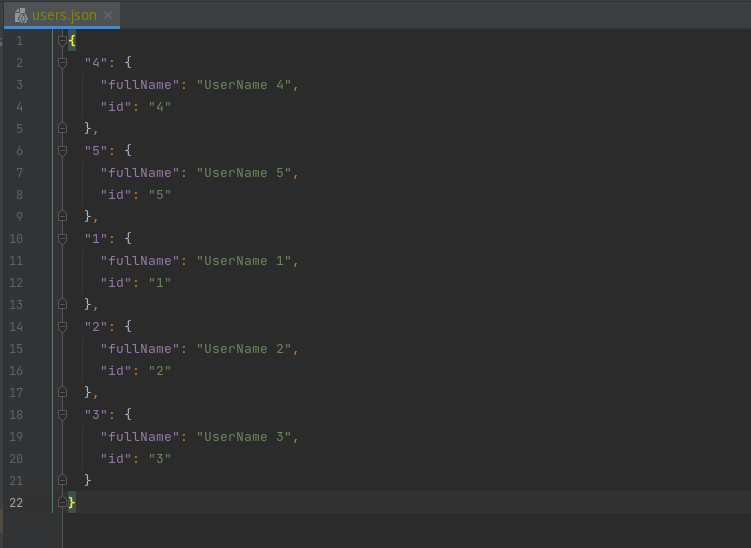 users.json
1 {
2 "4": {
3 "fullName": "UserName 4",
4 "id": "4"
5 },
6 "5": {
7 "fullName": "UserName 5",
8 "id": "5"
9 },
10 "1": {
11 "fullName": "UserName 1",
12 "id": "1"
13 },
14 "2": {
15 "fullName": "UserName 2",
16 "id": "2"
17 },
18 "3": {
19 "fullName": "UserName 3",
20 "id": "3"
21 }
22 }